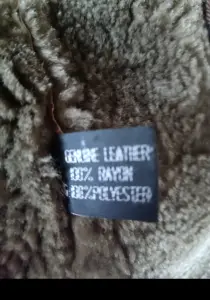 GENUINE LEATHER
100% RAYON
100%POLYESTER